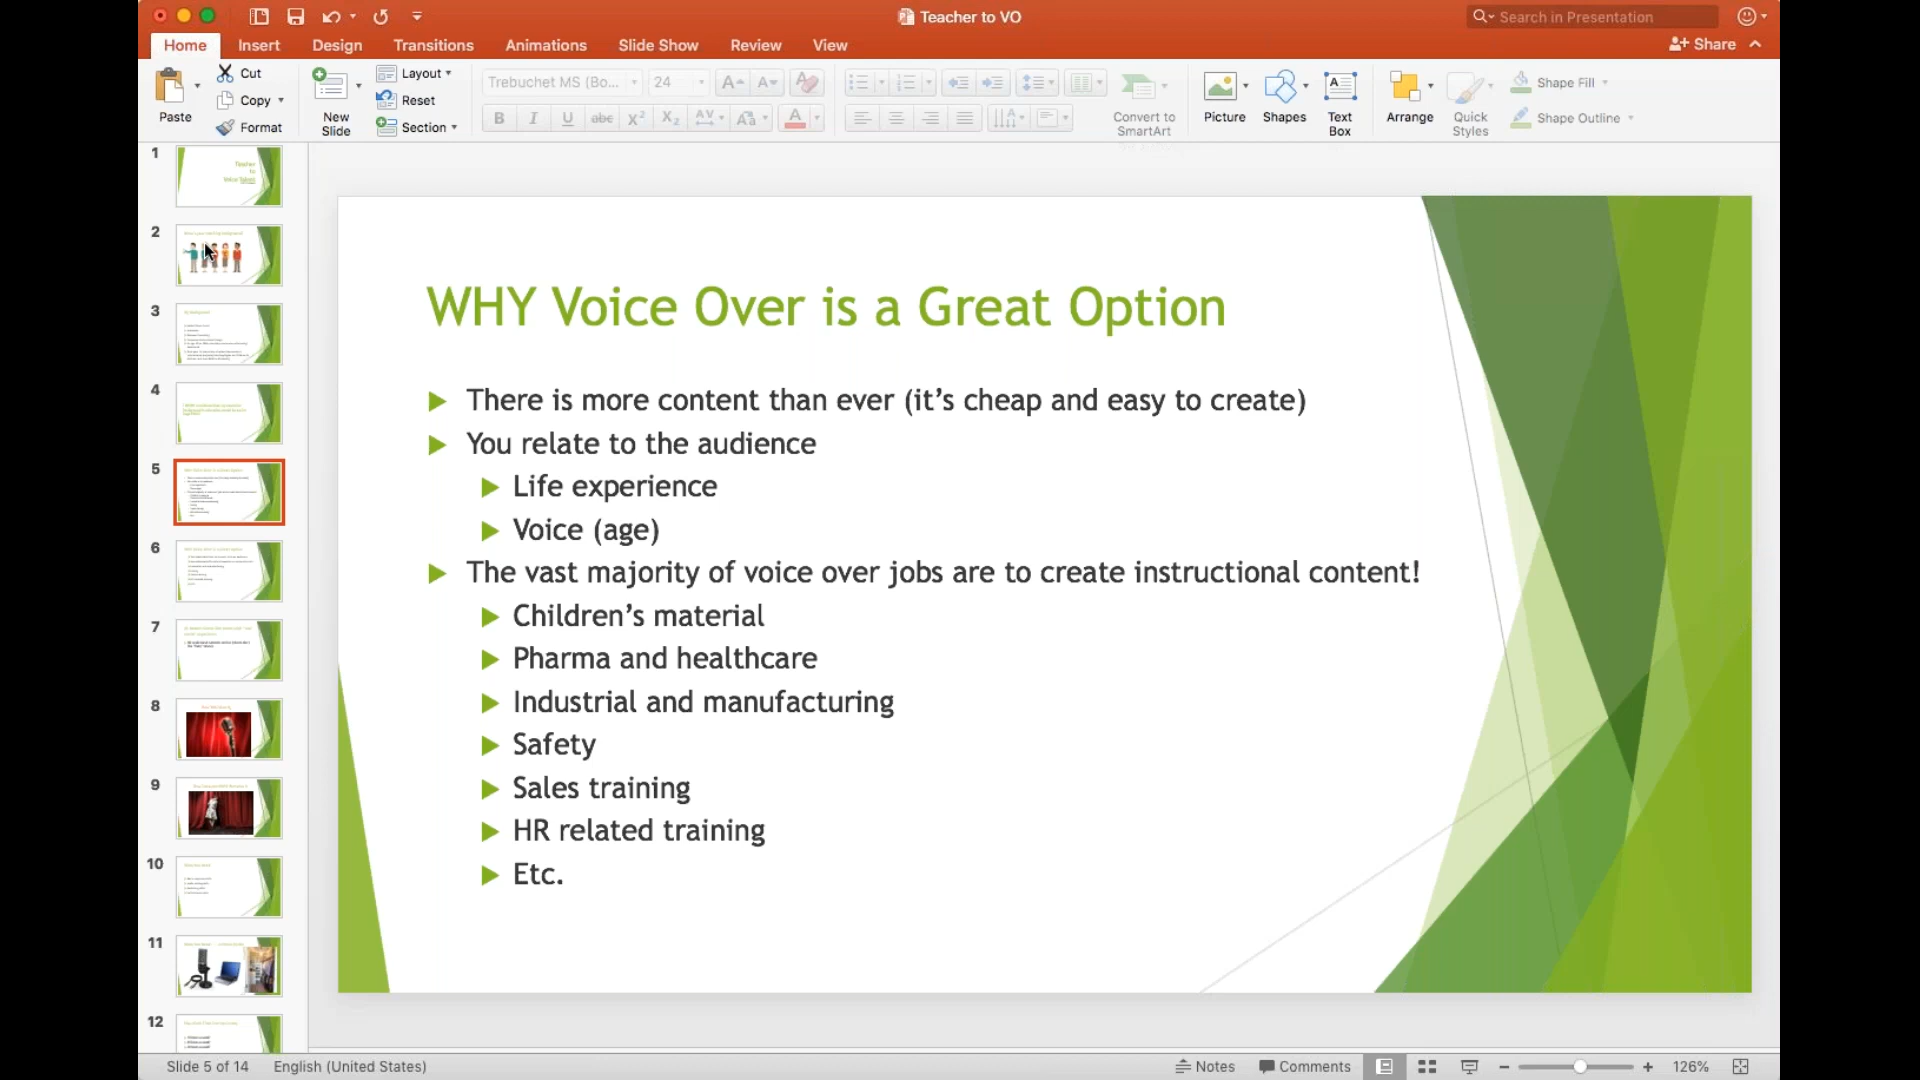 Teacher to VO
Search in Presentation
Home Insert Design Transitions Animations Slide Show Review View
Share
Paste
Cut
Copy
Format
New Slide
Layout
Reset
Section
Trebuchet MS (Bo... 24
Convert to SmartArt
Picture
Shapes
Text Box
Arrange
Quick Styles
Shape Fill
Shape Outline
1
Teacher
to
Voice Talent
2
3
4
5
6
7
8
9
10
11
12
WHY Voice Over is a Great Option
There is more content than ever (it’s cheap and easy to create)
You relate to the audience
Life experience
Voice (age)
The vast majority of voice over jobs are to create instructional content!
Children’s material
Pharma and healthcare
Industrial and manufacturing
Safety
Sales training
HR related training
Etc.
Slide 5 of 14 English (United States)
Notes Comments 126%